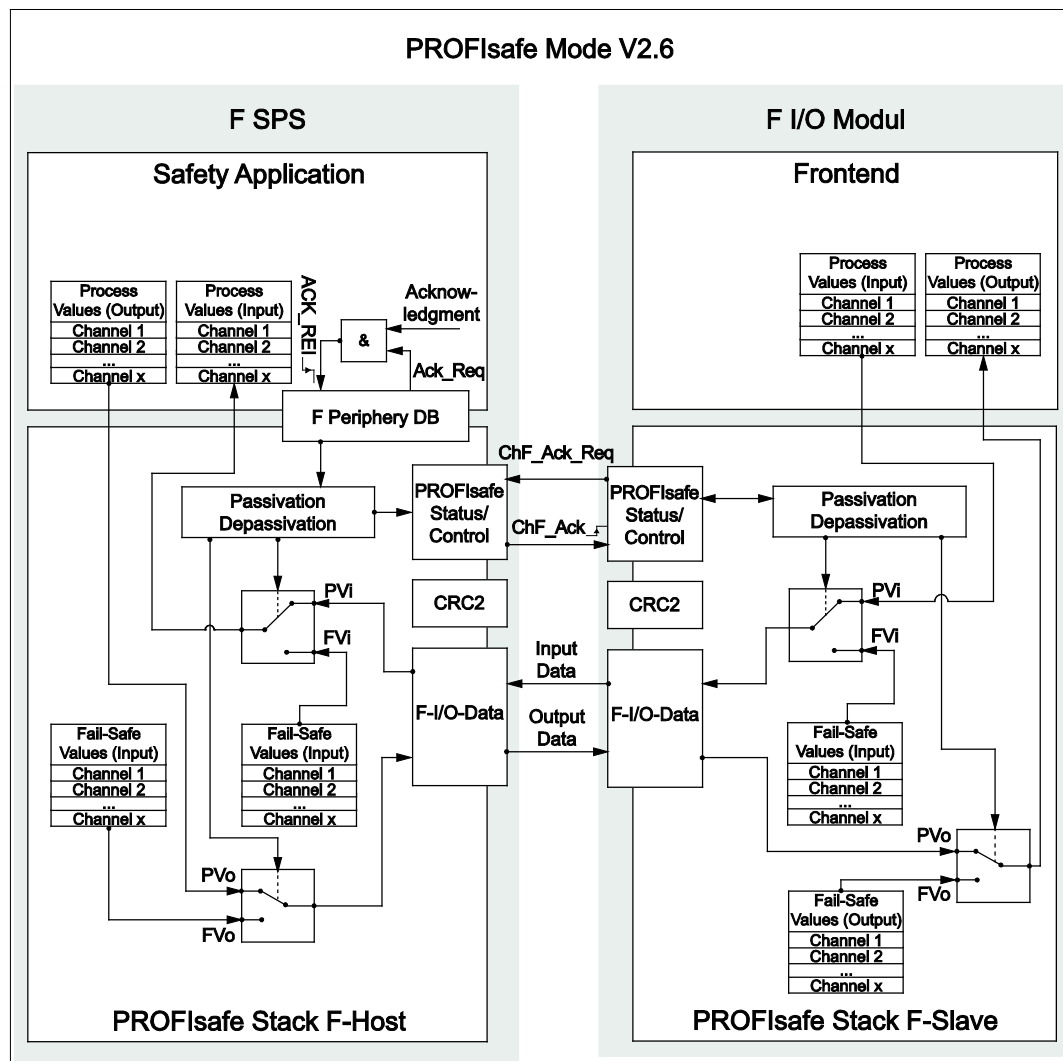 PROFIsafe Mode V2.6
F SPS
Safety Application
Process
Values (Output)
Channel 1
Channel 2
...
Channel x
Process
Values (Input)
Channel 1
Channel 2
...
Channel x
ACK_REI
Acknow-
ledgment
&
Ack_Req
F Periphery DB
Passivation
Depassivation
PROFIsafe
Status/
Control
ChF_Ack_Req
ChF_Ack
CRC2
PVi
FVi
F-I/O-Data
Input
Data
Output
Data
Fail-Safe
Values (Input)
Channel 1
Channel 2
...
Channel x
Fail-Safe
Values (Input)
Channel 1
Channel 2
...
Channel x
PVo
FVo
PROFIsafe Stack F-Host
F I/O Modul
Frontend
Process
Values (Input)
Channel 1
Channel 2
...
Channel x
Process
Values (Output)
Channel 1
Channel 2
...
Channel x
PROFIsafe
Status/
Control
Passivation
Depassivation
CRC2
PVi
FVi
F-I/O-Data
Fail-Safe
Values (Input)
Channel 1
Channel 2
...
Channel x
PVo
FVo
Fail-Safe
Values (Output)
Channel 1
Channel 2
...
Channel x
PROFIsafe Stack F-Slave